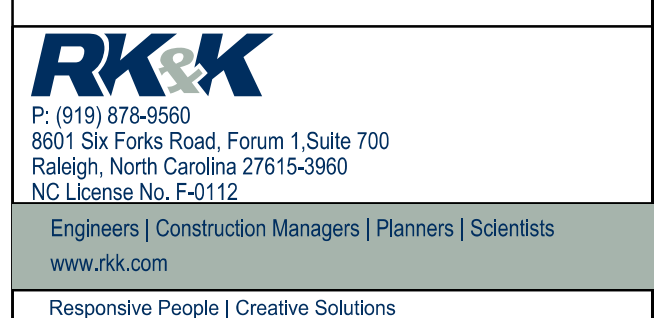 RK&K
P: (919) 878-9560
8601 Six Forks Road, Forum 1,Suite 700
Raleigh, North Carolina 27615-3960
NC License No. F-0112
Engineers | Construction Managers | Planners | Scientists
www.rkk.com
Responsive People | Creative Solutions